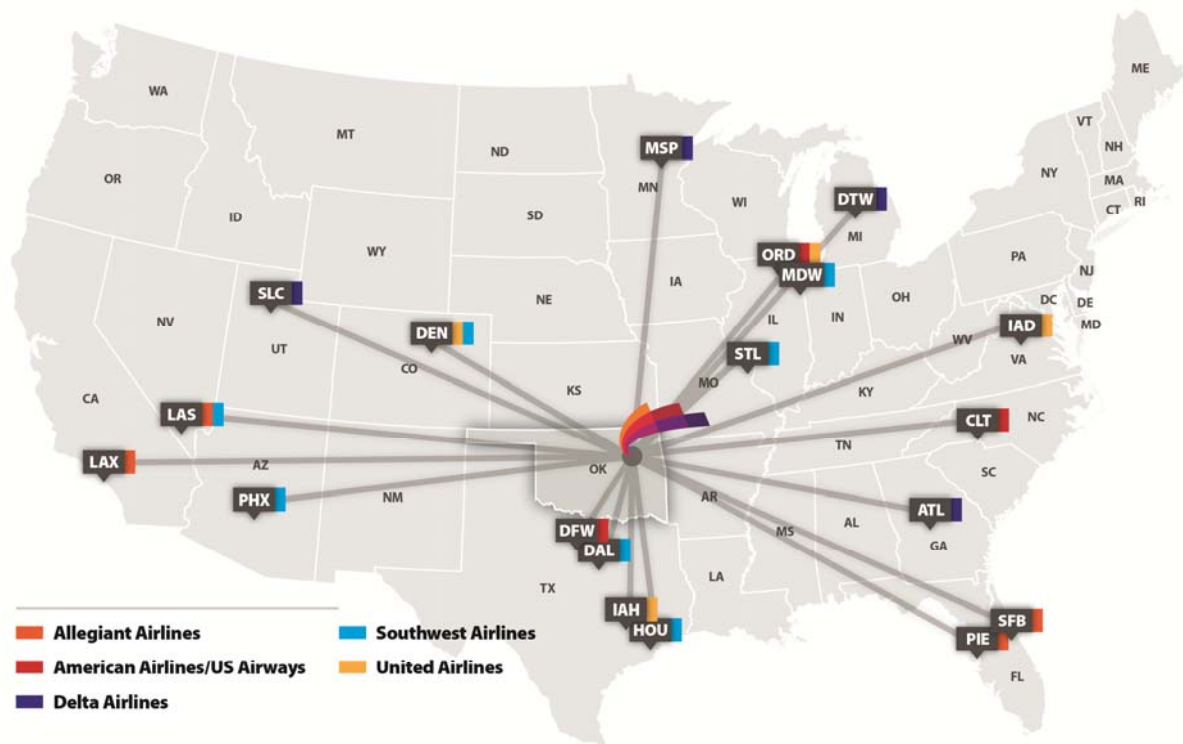 ME
WA
VT
MT
ND
NH
MSP
MN
OR
NY
MA
CT
RI
WI
DTW
ID
SD
MI
WY
ORD
PA
MDW
IA
NJ
SLC
NE
OH
DC
DE
NV
IL
IN
IAD
MD
DEN
WV
UT
STL
VA
CO
MO
KS
KY
CA
LAS
CLT
NC
TN
LAX
AZ
OK
SC
NM
AR
PHX
ATL
DFW
MS
AL
GA
DAL
LA
TX
IAH
SFB
HOU
PIE
FL
Allegiant Airlines
Southwest Airlines
American Airlines/US Airways
United Airlines
Delta Airlines